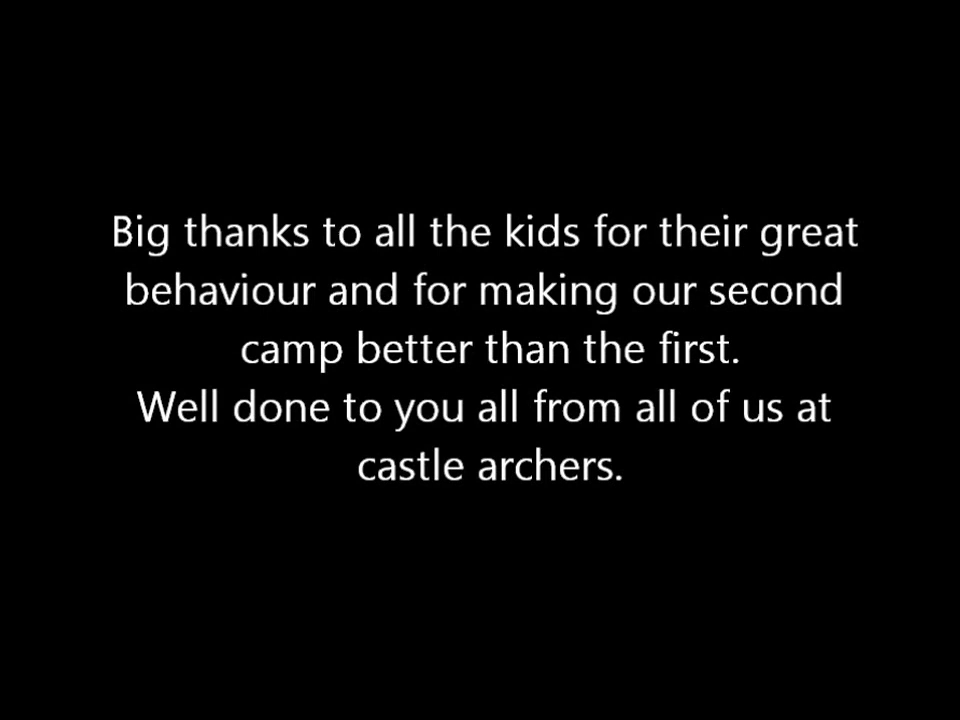 Big thanks to all the kids for their great
behaviour and for making our second
camp better than the first.
Well done to you all from all of us at
castle archers.